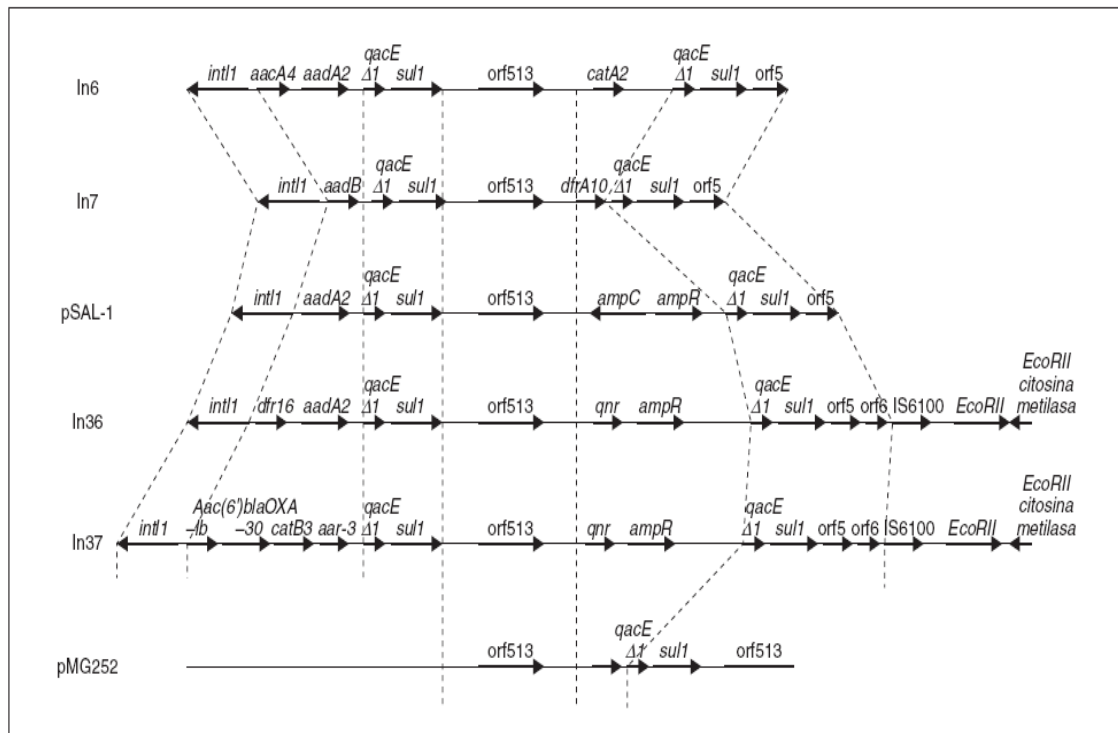 qacE qacE
In6 intI1 aacA4 aadA2 Δ1 sul1 orf513 catA2 Δ1 sul1 orf5
qacE qacE
In7 intI1 aadB Δ1 sul1 orf513 dfrA10 Δ1 sul1 orf5
qacE qacE
pSAL-1 intI1 aadA2 Δ1 sul1 orf513 ampC ampR Δ1 sul1 orf5
EcoRII
citosina
qacE qacE metilasa
In36 intI1 dfr16 aadA2 Δ1 sul1 orf513 qnr ampR Δ1 sul1 orf5 orf6 IS6100 EcoRII
EcoRII
citosina
Aac(6')blaOXA qacE qacE metilasa
In37 intI1 –Ib –30 catB3 aar-3 Δ1 sul1 orf513 qnr ampR Δ1 sul1 orf5 orf6 IS6100 EcoRII
qacE
pMG252 orf513 Δ1 sul1 orf513